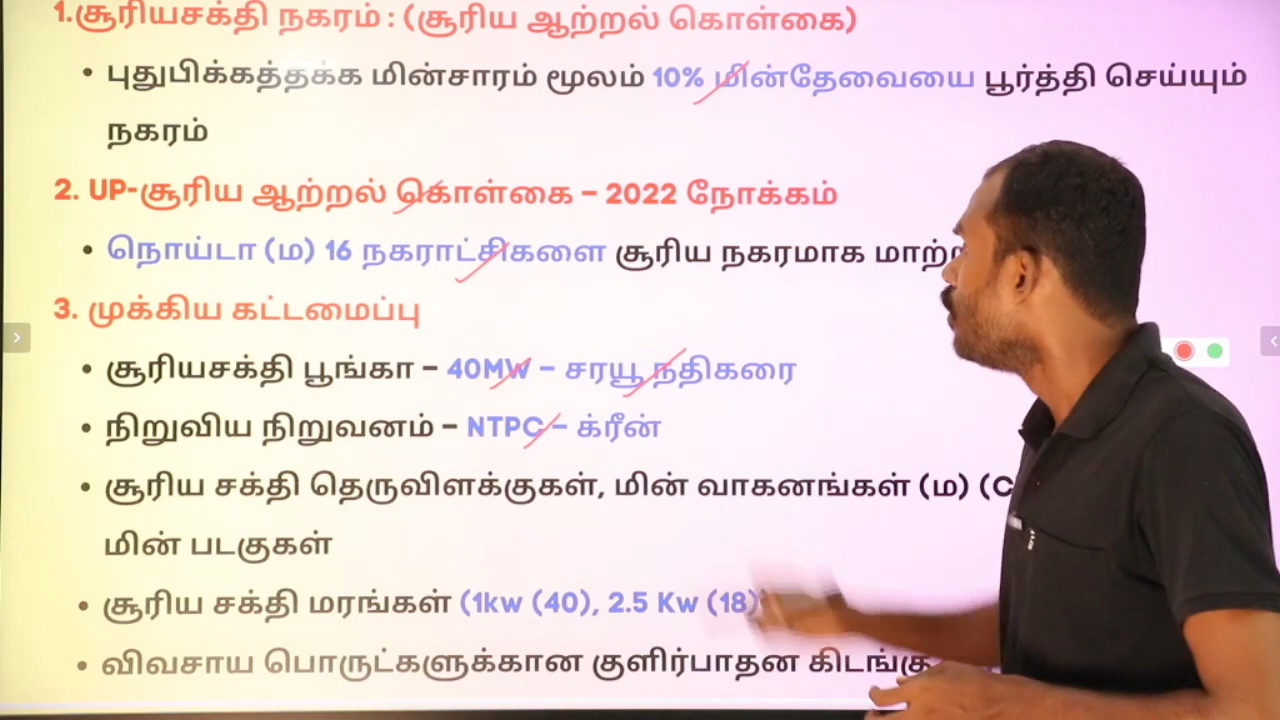 1.சூரியசக்தி நகரம் : (சூரிய ஆற்றல் கொள்கை)
• புதுபிக்கத்தக்க மின்சாரம் மூலம் 10% மின்தேவையை பூர்த்தி செய்யும்
நகரம்
2. UP-சூரிய ஆற்றல் கொள்கை – 2022 நோக்கம்
• நொய்டா (ம) 16 நகராட்சிகளை சூரிய நகரமாக
3. முக்கிய கட்டமைப்பு
• சூரியசக்தி பூங்கா – 40MW – சரயூ நதிகரை
• நிறுவிய நிறுவனம் – NTPC – க்ரீன்
• சூரிய சக்தி தெருவிளக்குகள், மின் வாகனங்கள் (ம)
மின் படகுகள்
• சூரிய சக்தி மரங்கள் (1kw (40), 2.5 Kw (18)
• விவசாய பொருட்களுக்கான குளிர்பாதன